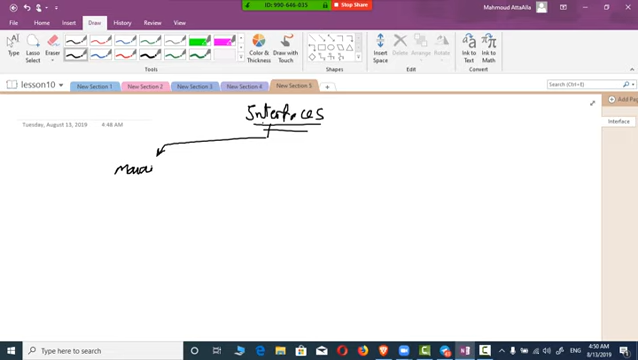 ID: 990-646-635
Stop Share
Mahmoud AttaAlla
File
Home
Insert
Draw
History
Review
View
Type
Lasso Select
Eraser
Color & Thickness
Draw with Touch
Insert Space
Delete
Arrange
Rotate
Ink to Text
Ink to Math
Tools
Shapes
Edit
Convert
lesson10
New Section 1
New Section 2
New Section 3
New Section 4
New Section 5
+
Search (Ctrl+E)
Add Pag
Interface
Interfaces
Tuesday, August 13, 2019 4:48 AM
Type here to search
ENG
4:50 AM
8/13/2019